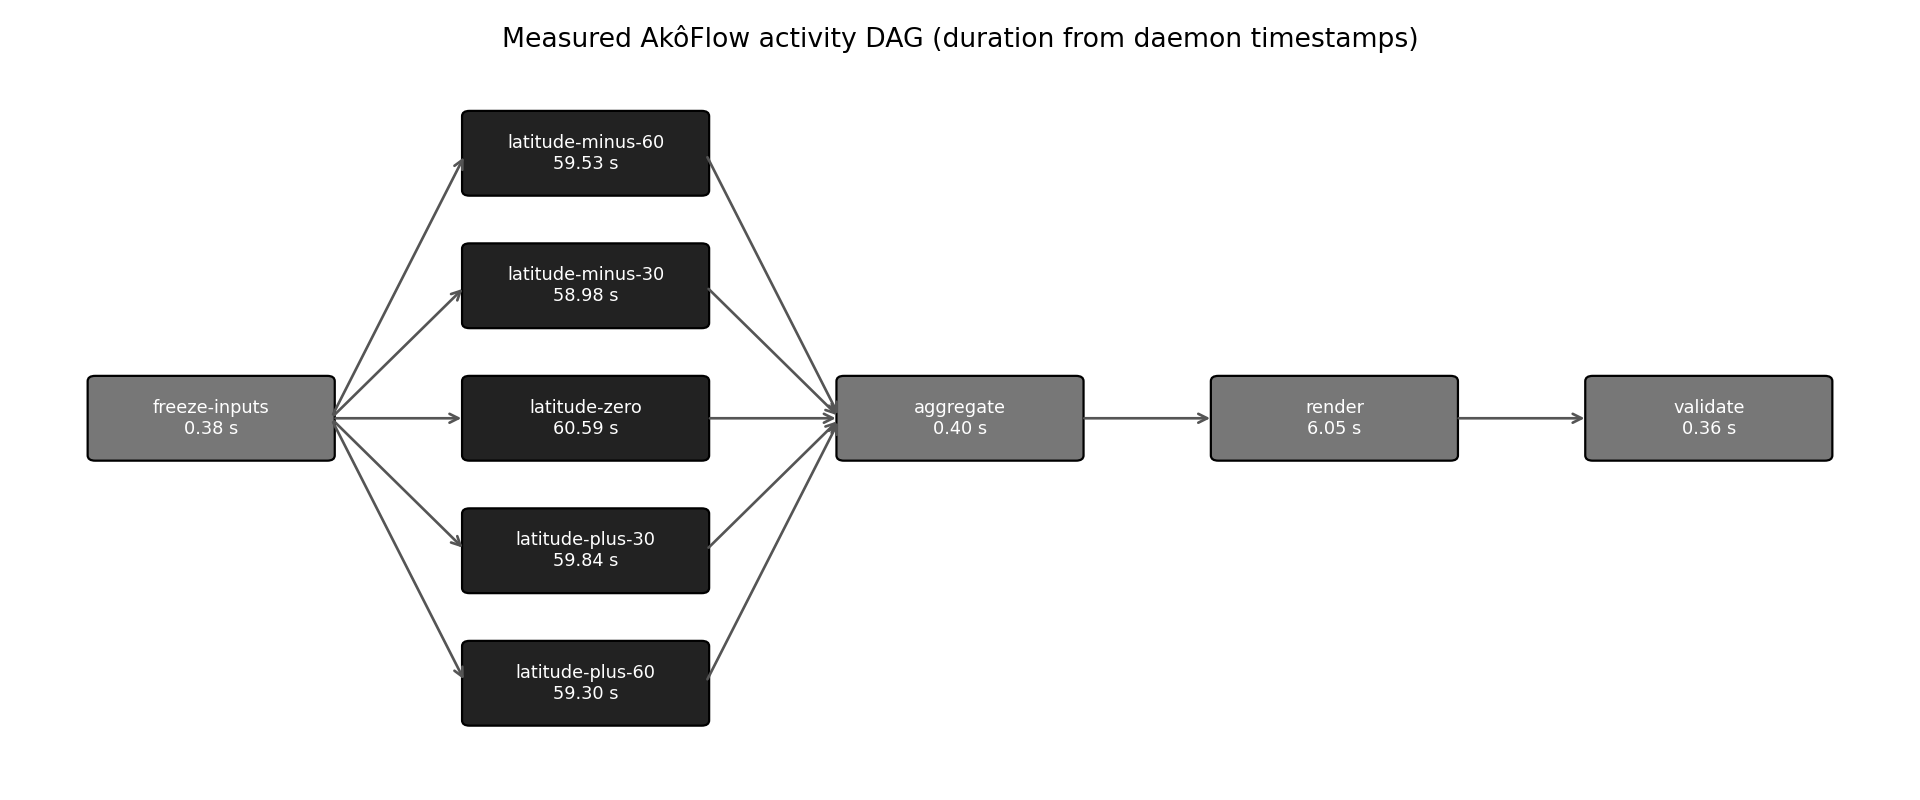 Measured AkôFlow activity DAG (duration from daemon timestamps)
latitude-minus-60
59.53 s
latitude-minus-30
58.98 s
freeze-inputs
0.38 s
latitude-zero
60.59 s
aggregate
0.40 s
render
6.05 s
validate
0.36 s
latitude-plus-30
59.84 s
latitude-plus-60
59.30 s